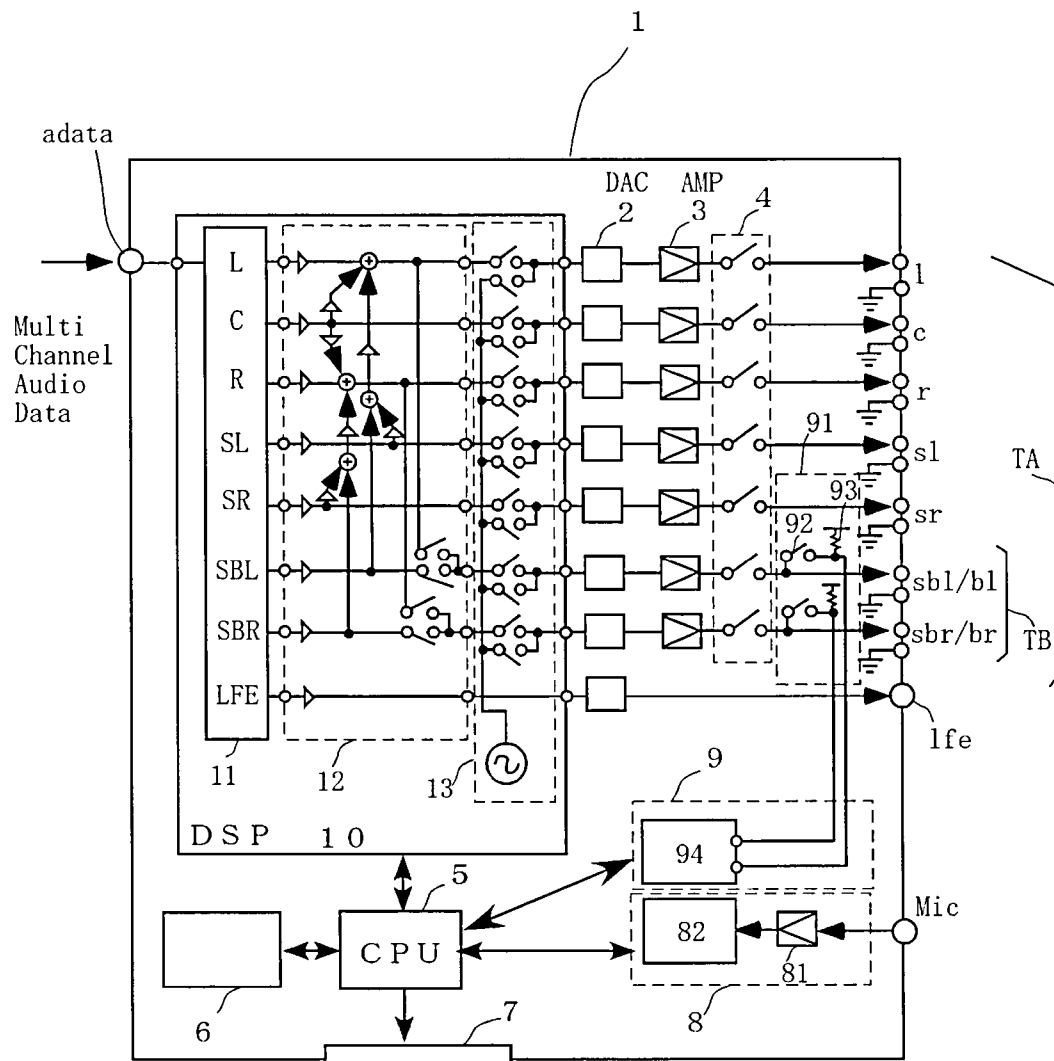 1
adata
DAC
AMP
2
3
4
L
l
C
c
Multi
Channel
Audio
Data
R
r
91
SL
sl
TA
93
SR
sr
92
SBL
sbl/bl
SBR
sbr/br
TB
LFE
lfe
11
12
13
9
DSP 10
94
5
Mic
CPU
82
81
6
7
8